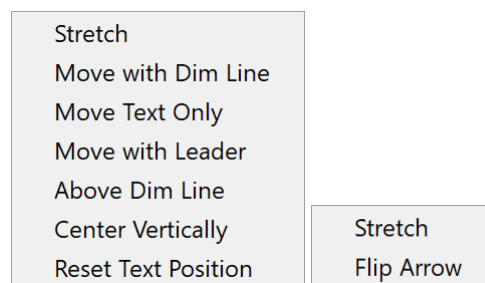 Stretch
Move with Dim Line
Move Text Only
Move with Leader
Above Dim Line
Center Vertically
Reset Text Position
Stretch
Flip Arrow